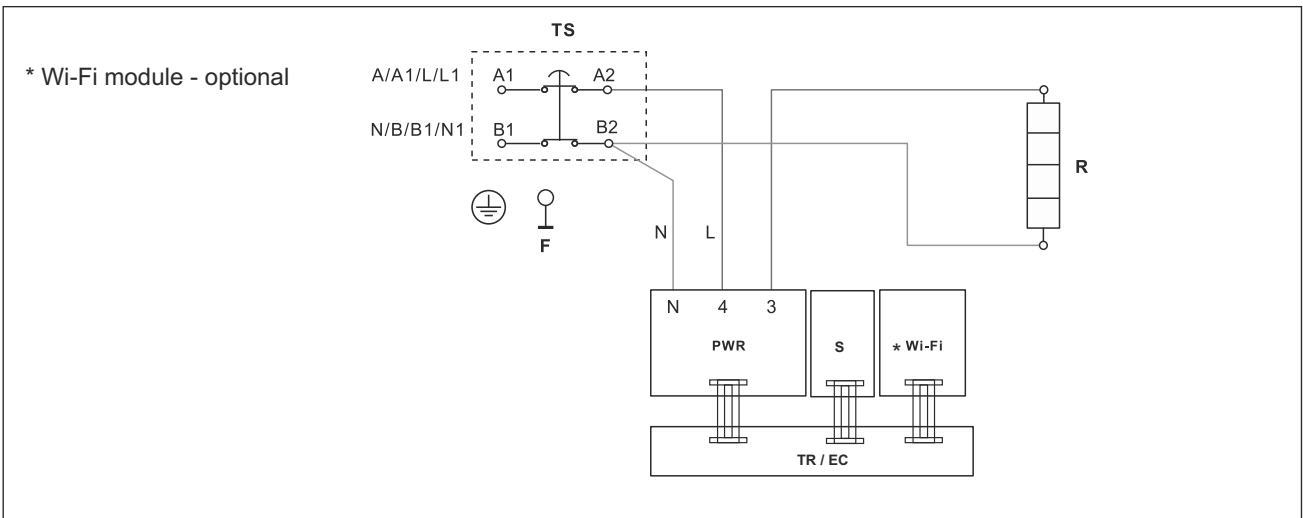 TS
* Wi-Fi module - optional
A/A1/L/L1
A1
A2
N/B/B1/N1
B1
B2
R
F
N
L
N
4
3
PWR
S
* Wi-Fi
TR / EC